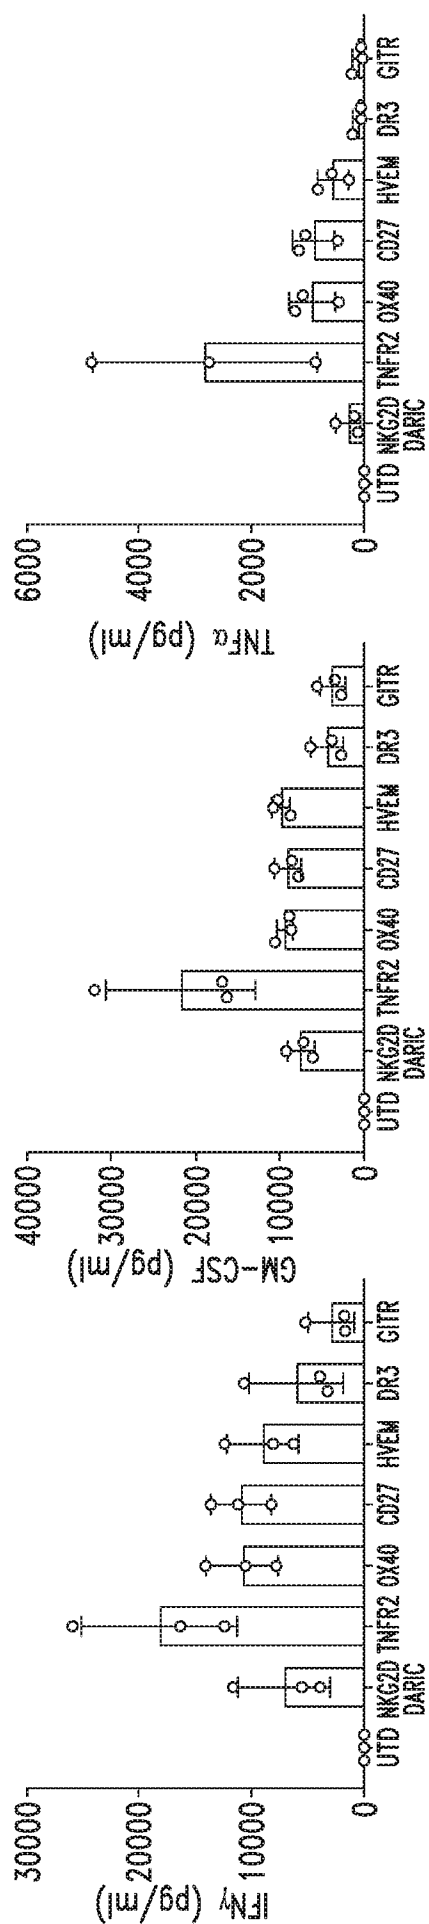 IFNγ (pg/ml)
30000
20000
10000
0
UTD NKG2D TNFR2 OX40 CD27 HVEM DR3 GITR
DARIC
GM-CSF (pg/ml)
40000
30000
20000
10000
0
UTD NKG2D TNFR2 OX40 CD27 HVEM DR3 GITR
DARIC
TNFα (pg/ml)
6000
4000
2000
0
UTD NKG2D TNFR2 OX40 CD27 HVEM DR3 GITR
DARIC